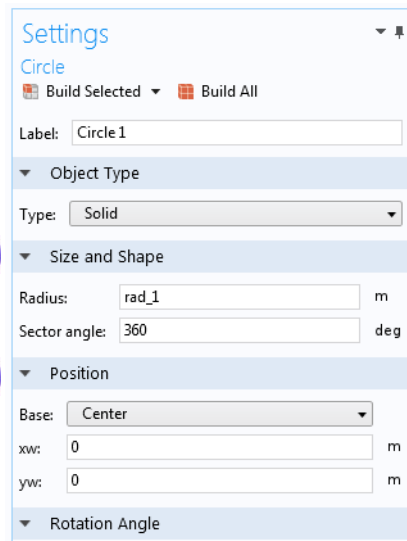 Settings
Circle
Build Selected Build All
Label: Circle 1
Object Type
Type: Solid
Size and Shape
Radius: rad_1 m
Sector angle: 360 deg
Position
Base: Center
xw: 0 m
yw: 0 m
Rotation Angle